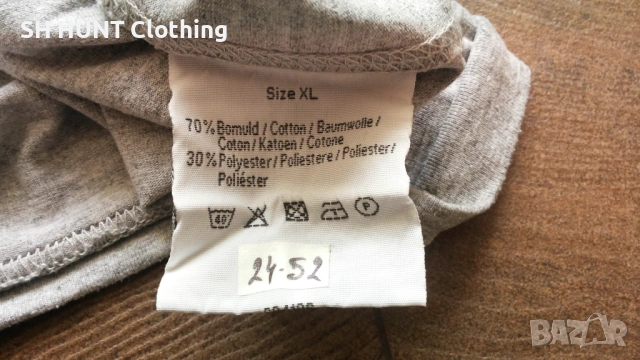 SH HUNT Clothing
Size XL
70% Bomuld / Cotton / Baumwolle /
Coton / Katoen / Cotone
30% Polyester / Poliestere / Poliester /
Poliéster
40
P
24-52
BAZAR